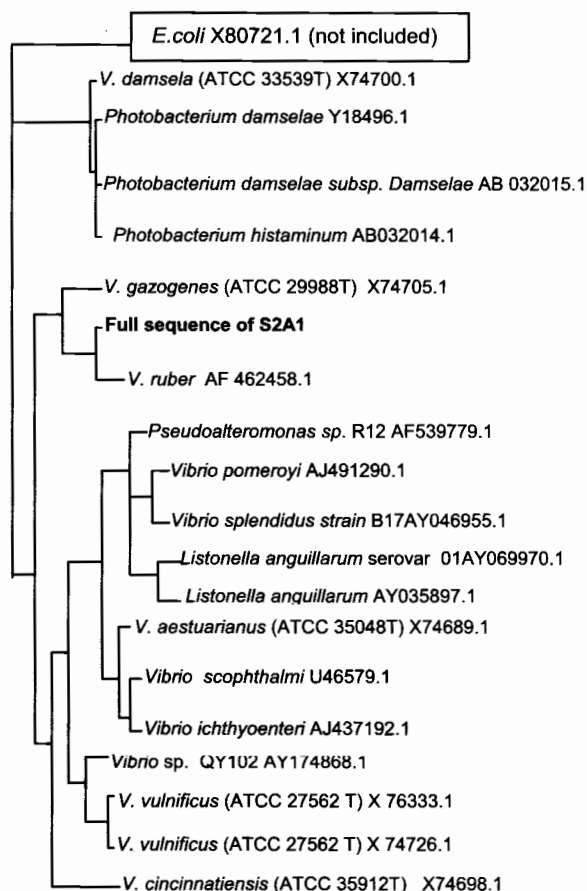 E.coli X80721.1 (not included)
V. damsela (ATCC 33539T) X74700.1
Photobacterium damselae Y18496.1
Photobacterium damselae subsp. Damselae AB 032015.1
Photobacterium histaminum AB032014.1
V. gazogenes (ATCC 29988T) X74705.1
Full sequence of S2A1
V. ruber AF 462458.1
Pseudoalteromonas sp. R12 AF539779.1
Vibrio pomeroyi AJ491290.1
Vibrio splendidus strain B17AY046955.1
Listonella anguillarum serovar 01AY069970.1
Listonella anguillarum AY035897.1
V. aestuarianus (ATCC 35048T) X74689.1
Vibrio scophthalmi U46579.1
Vibrio ichthyoenteri AJ437192.1
Vibrio sp. QY102 AY174868.1
V. vulnificus (ATCC 27562 T) X 76333.1
V. vulnificus (ATCC 27562 T) X 74726.1
V. cincinnatiensis (ATCC 35912T) X74698.1